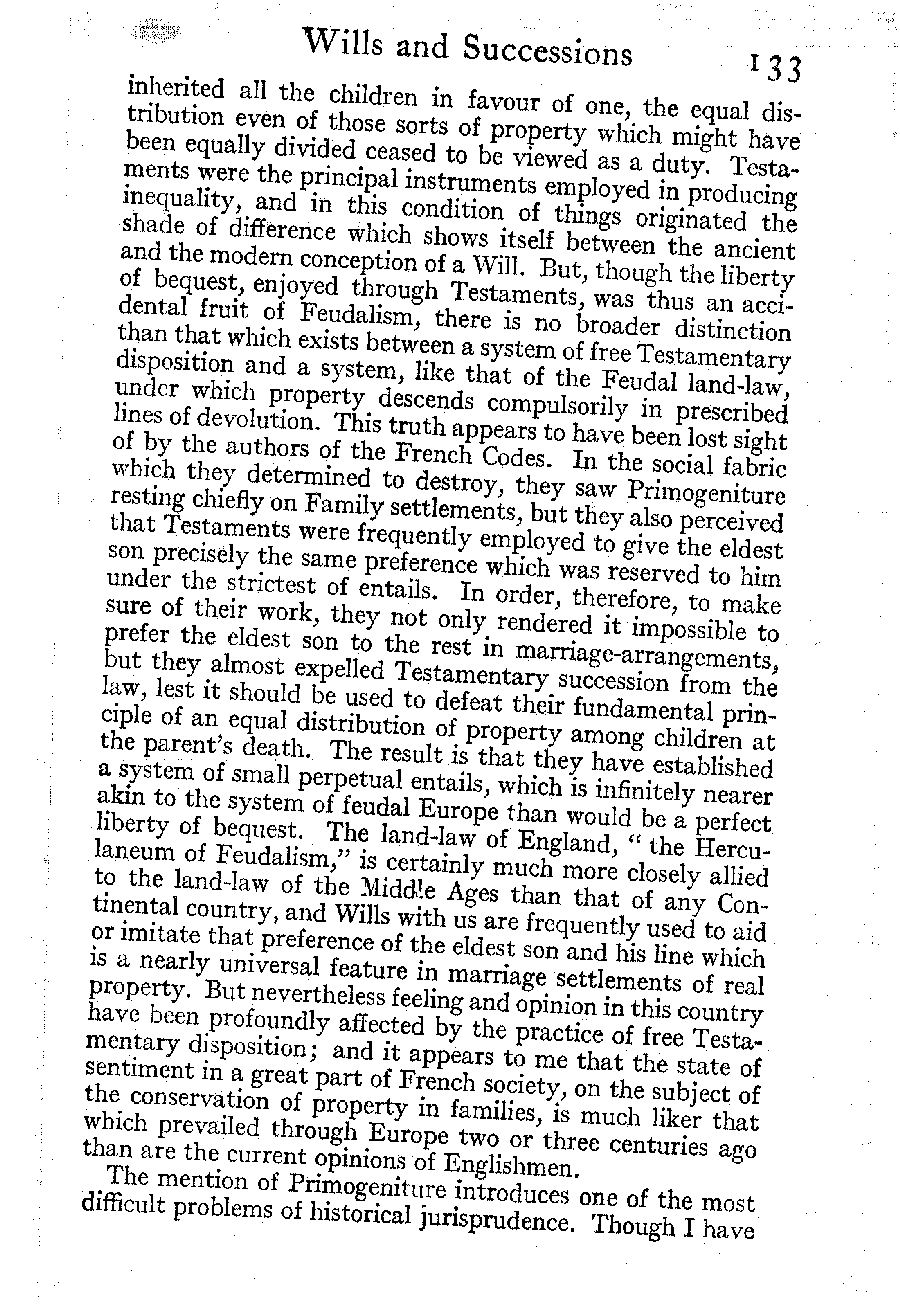 Wills and Successions 133
inherited all the children in favour of one, the equal dis-
tribution even of those sorts of property which might have
been equally divided ceased to be viewed as a duty. Testa-
ments were the principal instruments employed in producing
inequality, and in this condition of things originated the
shade of difference which shows itself between the ancient
and the modern conception of a Will. But, though the liberty
of bequest, enjoyed through Testaments, was thus an acci-
dental fruit of Feudalism, there is no broader distinction
than that which exists between a system of free Testamentary
disposition and a system, like that of the Feudal land-law,
under which property descends compulsorily in prescribed
lines of devolution. This truth appears to have been lost sight
of by the authors of the French Codes. In the social fabric
which they determined to destroy, they saw Primogeniture
resting chiefly on Family settlements, but they also perceived
that Testaments were frequently employed to give the eldest
son precisely the same preference which was reserved to him
under the strictest of entails. In order, therefore, to make
sure of their work, they not only rendered it impossible to
prefer the eldest son to the rest in marriage-arrangements,
but they almost expelled Testamentary succession from the
law, lest it should be used to defeat their fundamental prin-
ciple of an equal distribution of property among children at
the parent's death. The result is that they have established
a system of small perpetual entails, which is infinitely nearer
akin to the system of feudal Europe than would be a perfect
liberty of bequest. The land-law of England, "the Hercu-
laneum of Feudalism," is certainly much more closely allied
to the land-law of the Middle Ages than that of any Con-
tinental country, and Wills with us are frequently used to aid
or imitate that preference of the eldest son and his line which
is a nearly universal feature in marriage settlements of real
property. But nevertheless feeling and opinion in this country
have been profoundly affected by the practice of free Testa-
mentary disposition; and it appears to me that the state of
sentiment in a great part of French society, on the subject of
the conservation of property in families, is much liker that
which prevailed through Europe two or three centuries ago
than are the current opinions of Englishmen.
The mention of Primogeniture introduces one of the most
difficult problems of historical jurisprudence. Though I have